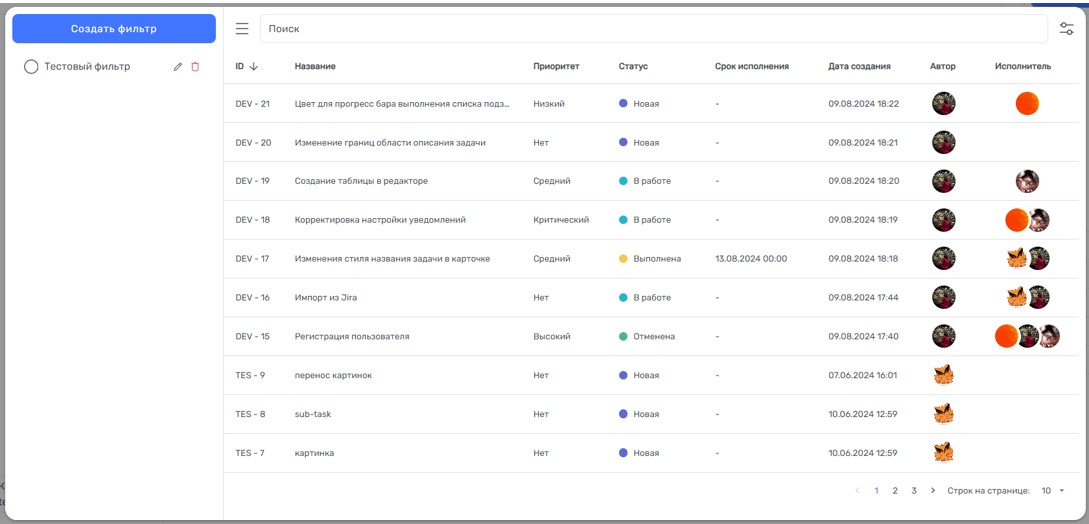 Создать фильтр
Тестовый фильтр
Поиск
ID Название Приоритет Статус Срок исполнения Дата создания Автор Исполнитель
DEV - 21 Цвет для прогресс бара выполнения списка подз... Низкий Новая - 09.08.2024 18:22
DEV - 20 Изменение границ области описания задачи Нет Новая - 09.08.2024 18:21
DEV - 19 Создание таблицы в редакторе Средний В работе - 09.08.2024 18:20
DEV - 18 Корректировка настройки уведомлений Критический В работе - 09.08.2024 18:19
DEV - 17 Изменения стиля названия задачи в карточке Средний Выполнена 13.08.2024 00:00 09.08.2024 18:18
DEV - 16 Импорт из Jira Нет В работе - 09.08.2024 17:44
DEV - 15 Регистрация пользователя Высокий Отменена - 09.08.2024 17:40
TES - 9 перенос картинок Нет Новая - 07.06.2024 16:01
TES - 8 sub-task Нет Новая - 10.06.2024 12:59
TES - 7 картинка Нет Новая - 10.06.2024 12:59
1 2 3 Строк на странице: 10